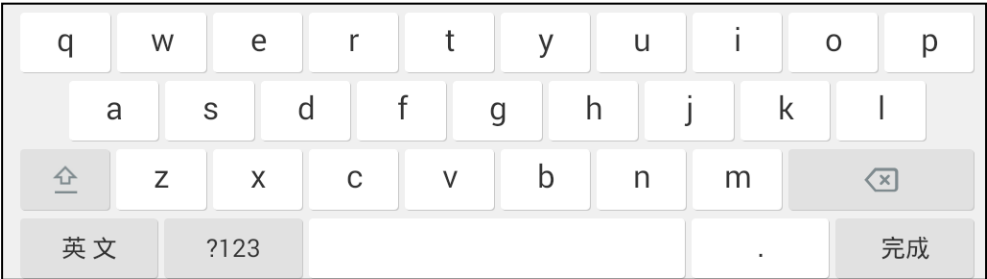 q w e r t y u i o p
a s d f g h j k l
z x c v b n m
英文 ?123 . 完成